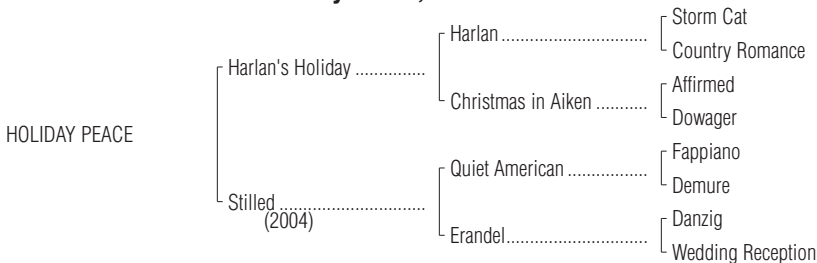 Storm Cat
Harlan ................................
Country Romance
Harlan's Holiday ...............
Affirmed
Christmas in Aiken ...........
Dowager
HOLIDAY PEACE
Fappiano
Quiet American .................
Demure
Stilled ................................
(2004)
Danzig
Erandel...............................
Wedding Reception